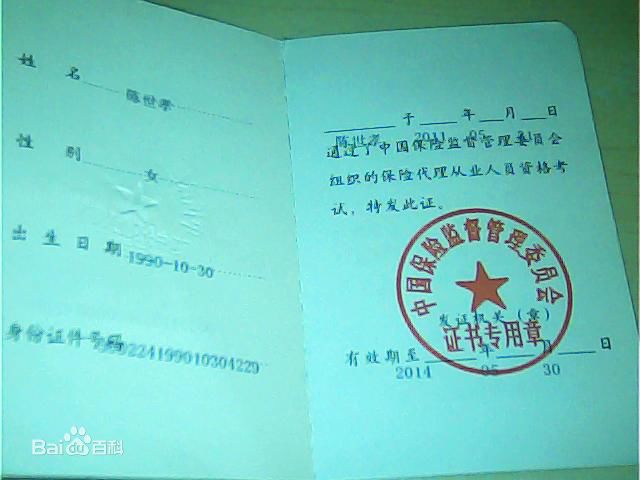 姓 名 陈世学
性 别 女
出生日期 1990-10-30
身份证件号码
于 年 月 日
陈世学 2011 05 31
通过了中国保险监督管理委员会
组织的保险代理从业人员资格考
试,特发此证。
中国保险监督管理委员会
发证机关(章)
证书专用章
有效期至 年 月 日
2014 05 30
Bai百科